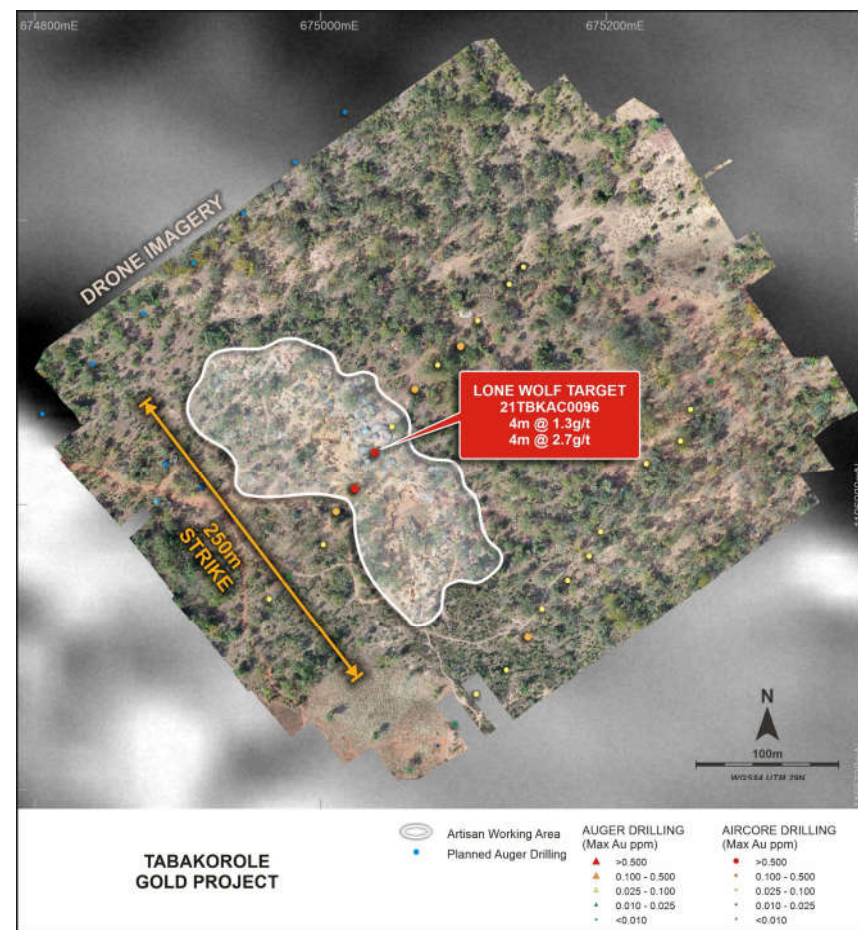 674800mE
675000mE
675200mE
DRONE IMAGERY
LONE WOLF TARGET
21TBKAC0096
4m @ 1.3g/t
4m @ 2.7g/t
250m
STRIKE
N
100m
WGS84 UTM 29N
TABAKOROLE
GOLD PROJECT
Artisan Working Area
Planned Auger Drilling
AUGER DRILLING
(Max Au ppm)
>0.500
0.100 - 0.500
0.025 - 0.100
0.010 - 0.025
<0.010
AIRCORE DRILLING
(Max Au ppm)
>0.500
0.100 - 0.500
0.025 - 0.100
0.010 - 0.025
<0.010